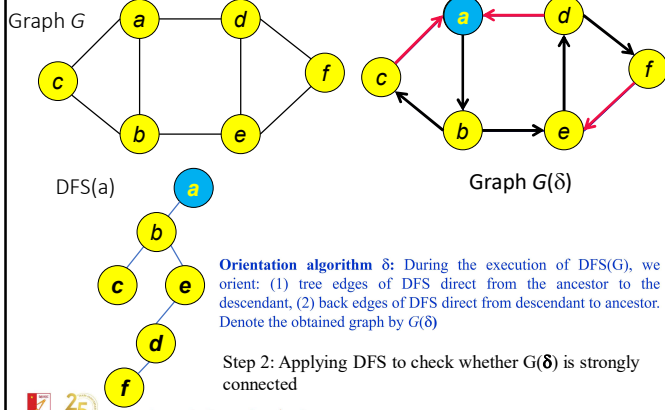 Graph G
a
d
c
f
b
e
a
d
c
f
b
e
Graph G(δ)
DFS(a)
a
b
c
e
d
f
Orientation algorithm δ: During the execution of DFS(G), we
orient: (1) tree edges of DFS direct from the ancestor to the
descendant, (2) back edges of DFS direct from descendant to ancestor.
Denote the obtained graph by G(δ)
Step 2: Applying DFS to check whether G(δ) is strongly
connected
25